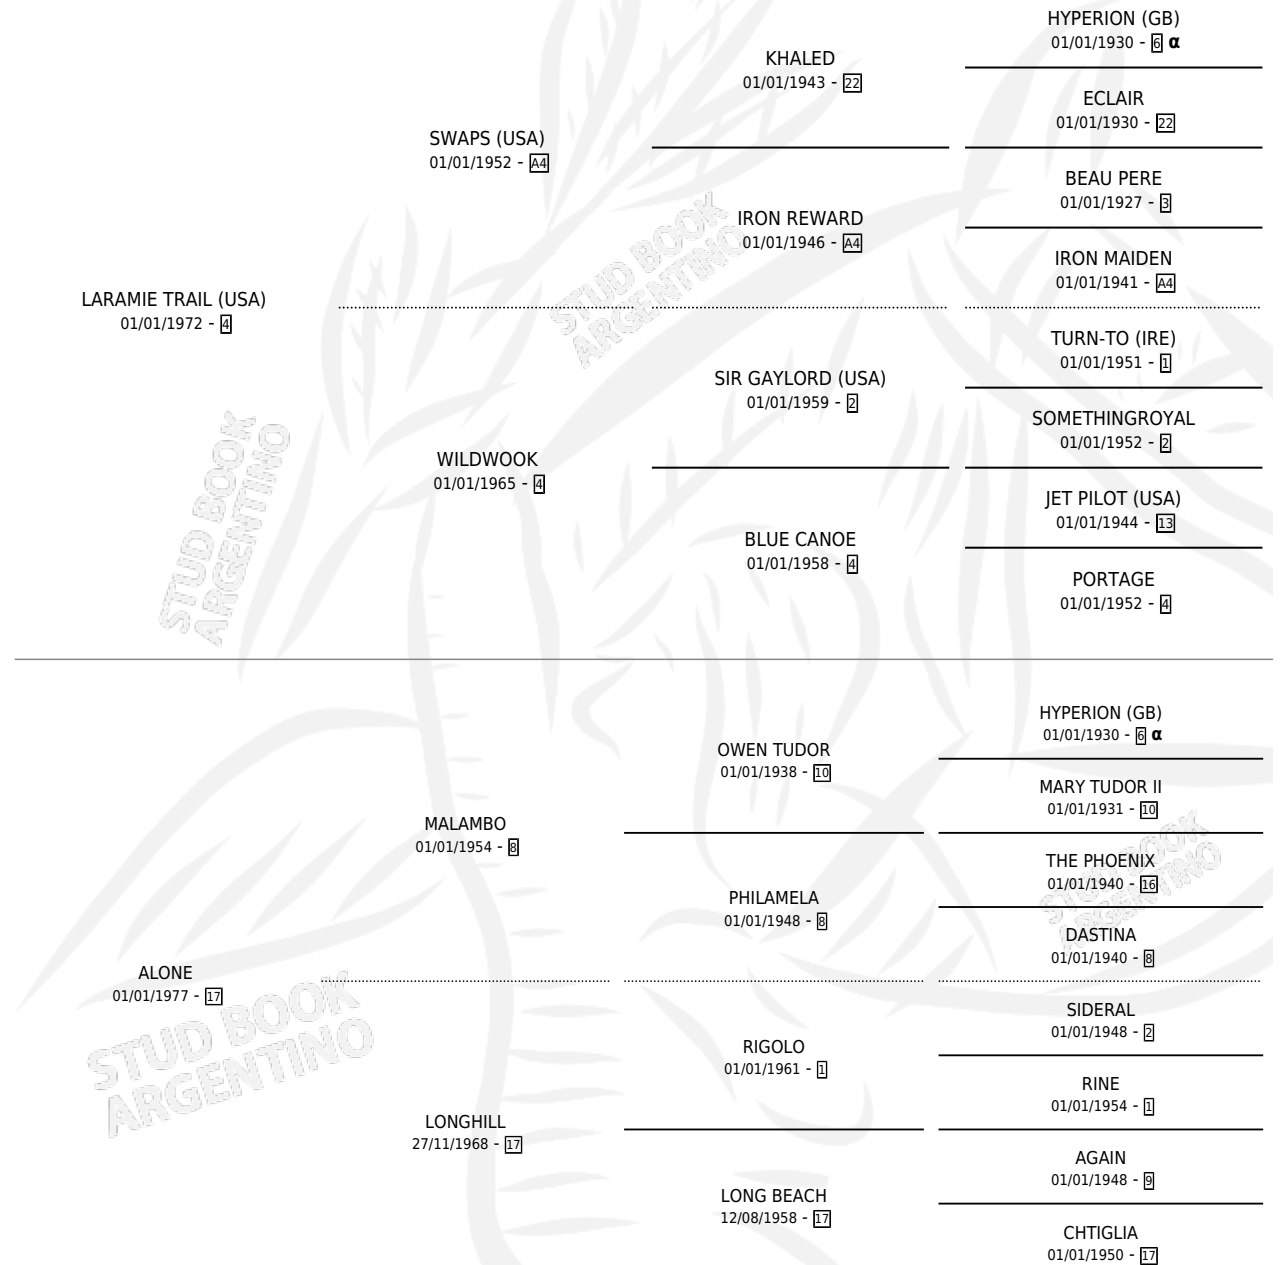 HYPERION (GB)
01/01/1930 - 6 α
KHALED
01/01/1943 - 22
ECLAIR
01/01/1930 - 22
SWAPS (USA)
01/01/1952 - A4
BEAU PERE
01/01/1927 - 3
IRON REWARD
01/01/1946 - A4
IRON MAIDEN
01/01/1941 - A4
STUD BOOK
ARGENTINO
LARAMIE TRAIL (USA)
01/01/1972 - 4
TURN-TO (IRE)
01/01/1951 - 1
SIR GAYLORD (USA)
01/01/1959 - 2
SOMETHINGROYAL
01/01/1952 - 2
WILDWOOK
01/01/1965 - 4
JET PILOT (USA)
01/01/1944 - 13
BLUE CANOE
01/01/1958 - 4
PORTAGE
01/01/1952 - 4
STUD BOOK
ARGENTINO
HYPERION (GB)
01/01/1930 - 6 α
OWEN TUDOR
01/01/1938 - 10
MARY TUDOR II
01/01/1931 - 10
MALAMBO
01/01/1954 - 8
THE PHOENIX
01/01/1940 - 16
PHILAMELA
01/01/1948 - 8
DASTINA
01/01/1940 - 8
STUD BOOK
ARGENTINO
ALONE
01/01/1977 - 17
SIDERAL
01/01/1948 - 2
RIGOLO
01/01/1961 - 1
RINE
01/01/1954 - 1
LONGHILL
27/11/1968 - 17
AGAIN
01/01/1948 - 9
LONG BEACH
12/08/1958 - 17
CHTIGLIA
01/01/1950 - 17
STUD BOOK
ARGENTINO